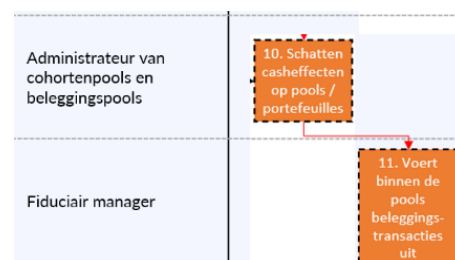 Administrateur van
cohortenpools en
beleggingspools
10. Schatten
casheffecten
op pools /
portefeuilles
Fiduciair manager
11. Voert
binnen de
pools
beleggings-
transacties
uit